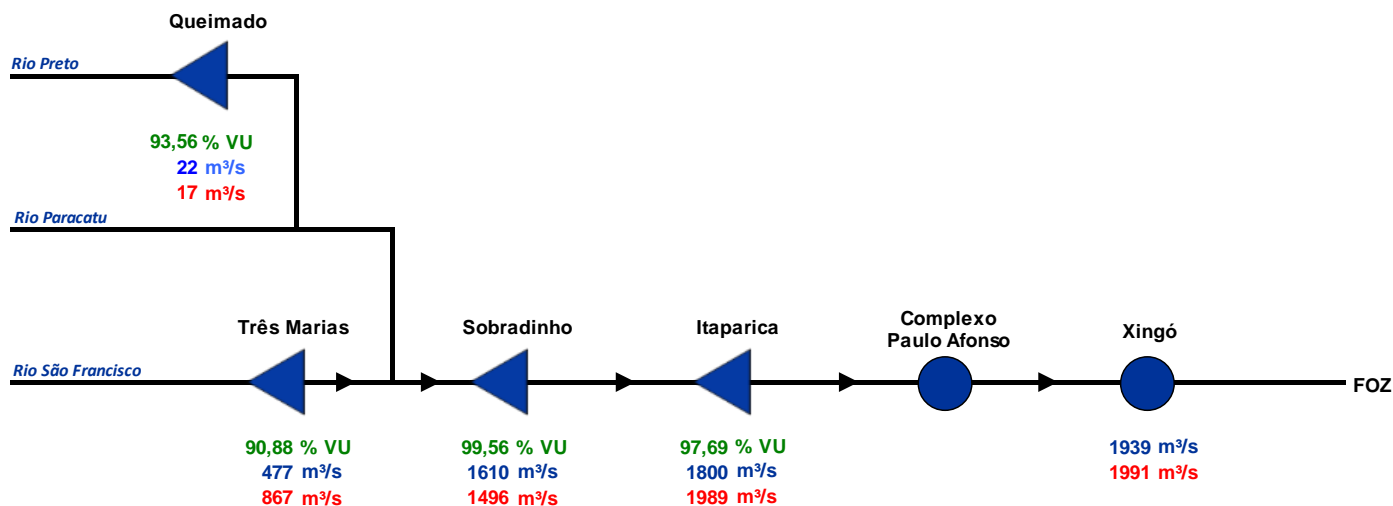 Queimado
Rio Preto
93,56 % VU
22 m³/s
17 m³/s
Rio Paracatu
Três Marias
Sobradinho
Itaparica
Complexo
Paulo Afonso
Xingó
Rio São Francisco
FOZ
90,88 % VU
477 m³/s
867 m³/s
99,56 % VU
1610 m³/s
1496 m³/s
97,69 % VU
1800 m³/s
1989 m³/s
1939 m³/s
1991 m³/s